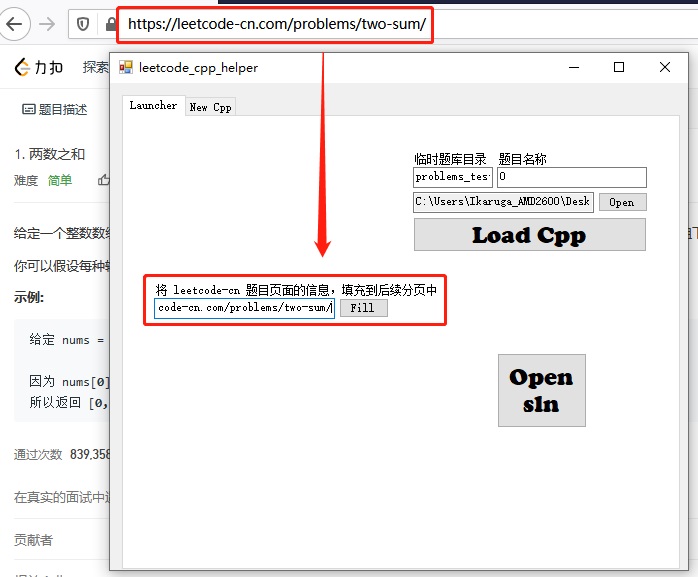 https://leetcode-cn.com/problems/two-sum/
力扣 探索
leetcode_cpp_helper
题目描述
Launcher New Cpp
1. 两数之和
难度 简单
临时题库目录 题目名称
problems_tes 0
C:\Users\Ikaruga_AMD2600\Desk Open
Load Cpp
给定一个整数数组
你可以假设每种输
示例:
将 leetcode-cn 题目页面的信息，填充到后续分页中
code-cn.com/problems/two-sum/ Fill
给定 nums =
因为 nums[0]
所以返回 [0,
Open
sln
通过次数 839,358
在真实的面试中遇
贡献者